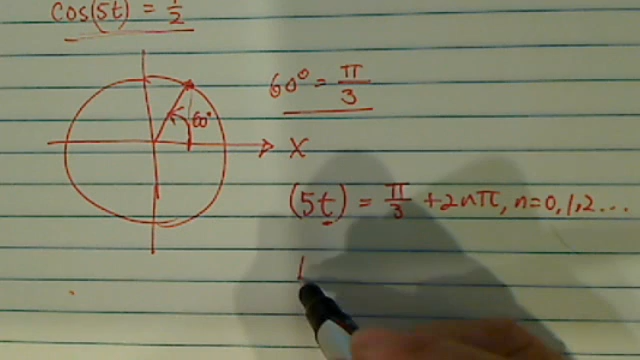 cos(5t) = 1/2
60° = π/3
60°
X
(5t) = π/3 + 2nπ, n=0,1,2...